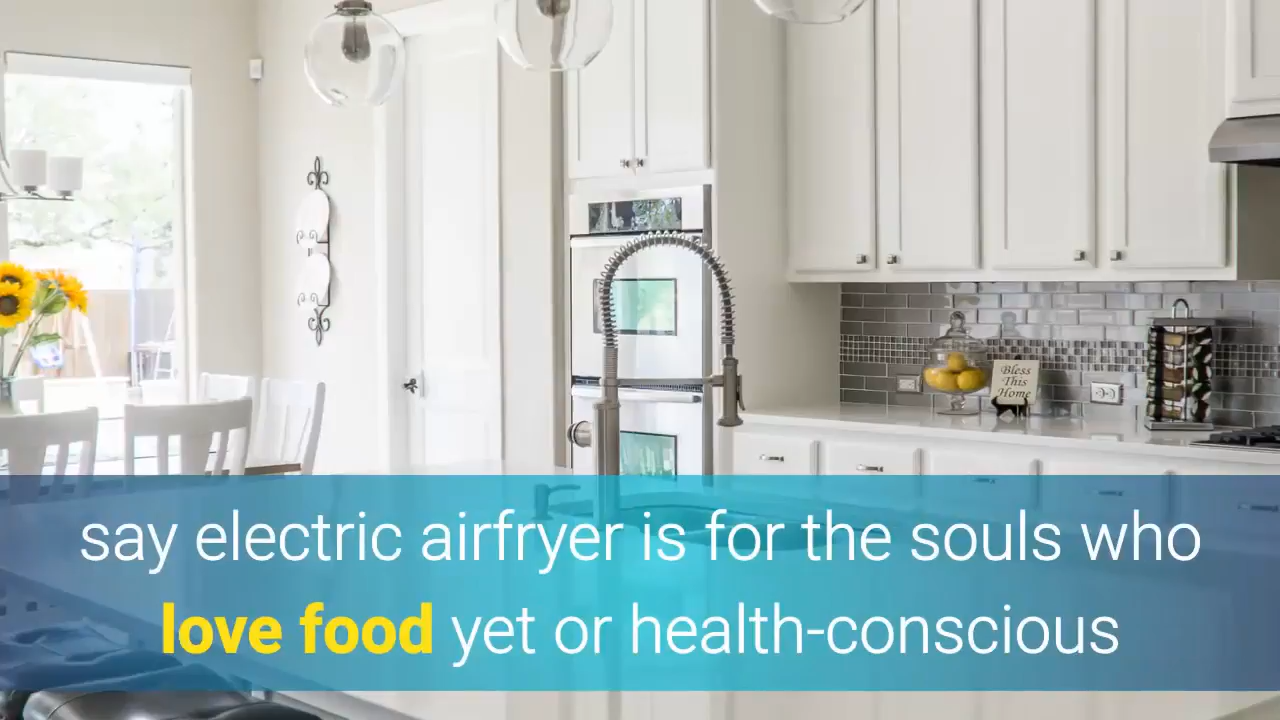 Bless
This
Home
say electric airfryer is for the souls who
love food yet or health-conscious